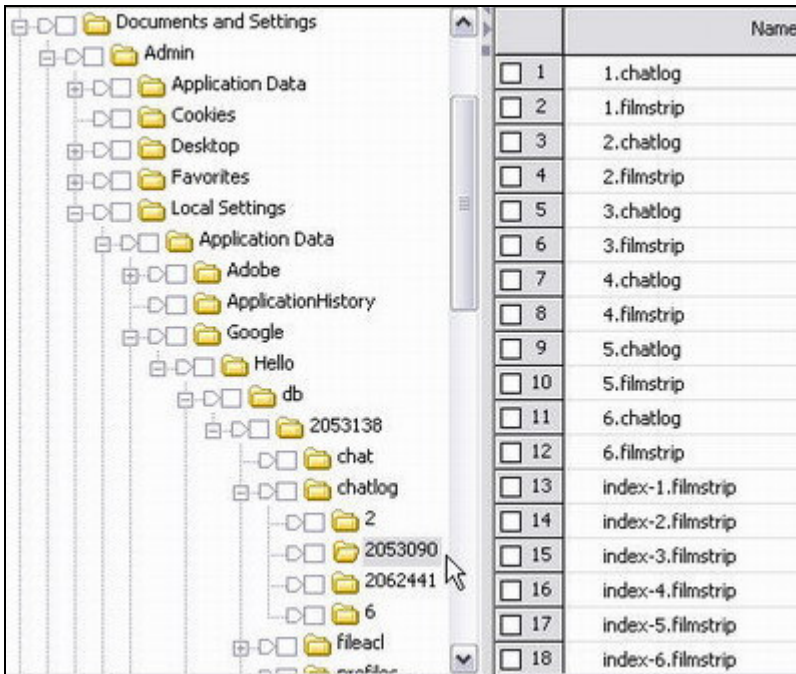 Documents and Settings
Admin
Application Data
Cookies
Desktop
Favorites
Local Settings
Application Data
Adobe
ApplicationHistory
Google
Hello
db
2053138
chat
chatlog
2
2053090
2062441
6
fileacl
profiles
Name
1 1.chatlog
2 1.filmstrip
3 2.chatlog
4 2.filmstrip
5 3.chatlog
6 3.filmstrip
7 4.chatlog
8 4.filmstrip
9 5.chatlog
10 5.filmstrip
11 6.chatlog
12 6.filmstrip
13 index-1.filmstrip
14 index-2.filmstrip
15 index-3.filmstrip
16 index-4.filmstrip
17 index-5.filmstrip
18 index-6.filmstrip